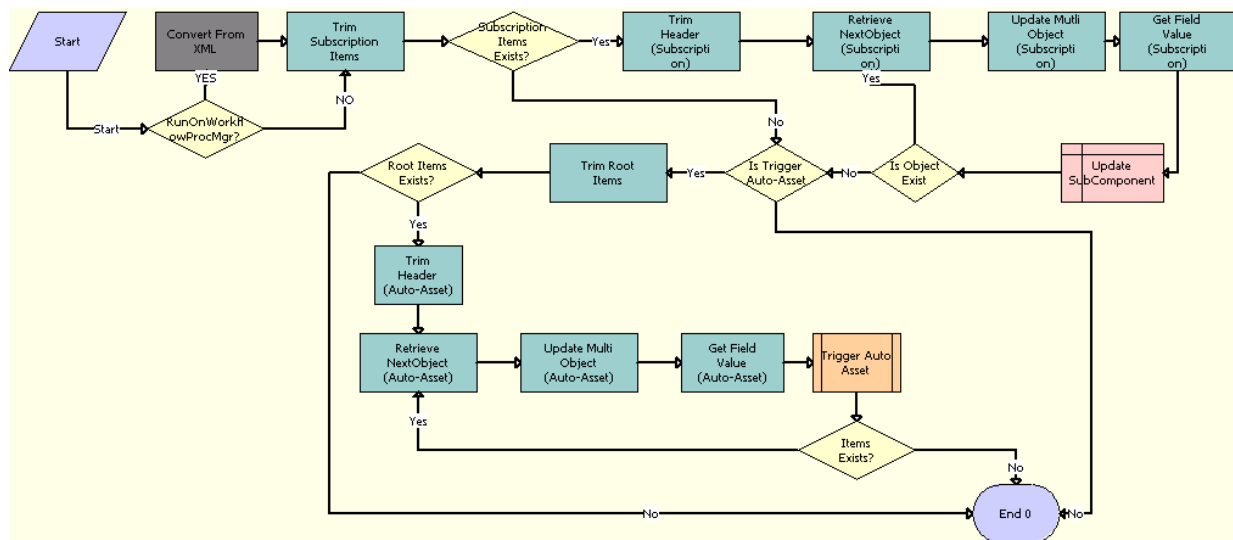 Start
Convert From
XML
Trim
Subscription
Items
Subscription
Items
Exists?
Yes
Trim
Header
(Subscripti
on)
Retrieve
NextObject
(Subscripti
on)
Update Mutli
Object
(Subscripti
on)
Get Field
Value
(Subscripti
on)
YES
NO
Yes
Start
RunOnWorkfl
owProcMgr?
No
Root Items
Exists?
Trim Root
Items
Yes
Is Trigger
Auto-Asset
No
Is Object
Exist
Update
SubComponent
Yes
Trim
Header
(Auto-Asset)
Retrieve
NextObject
(Auto-Asset)
Update Multi
Object
(Auto-Asset)
Get Field
Value
(Auto-Asset)
Trigger Auto
Asset
Yes
Items
Exists?
No
No
End 0
No